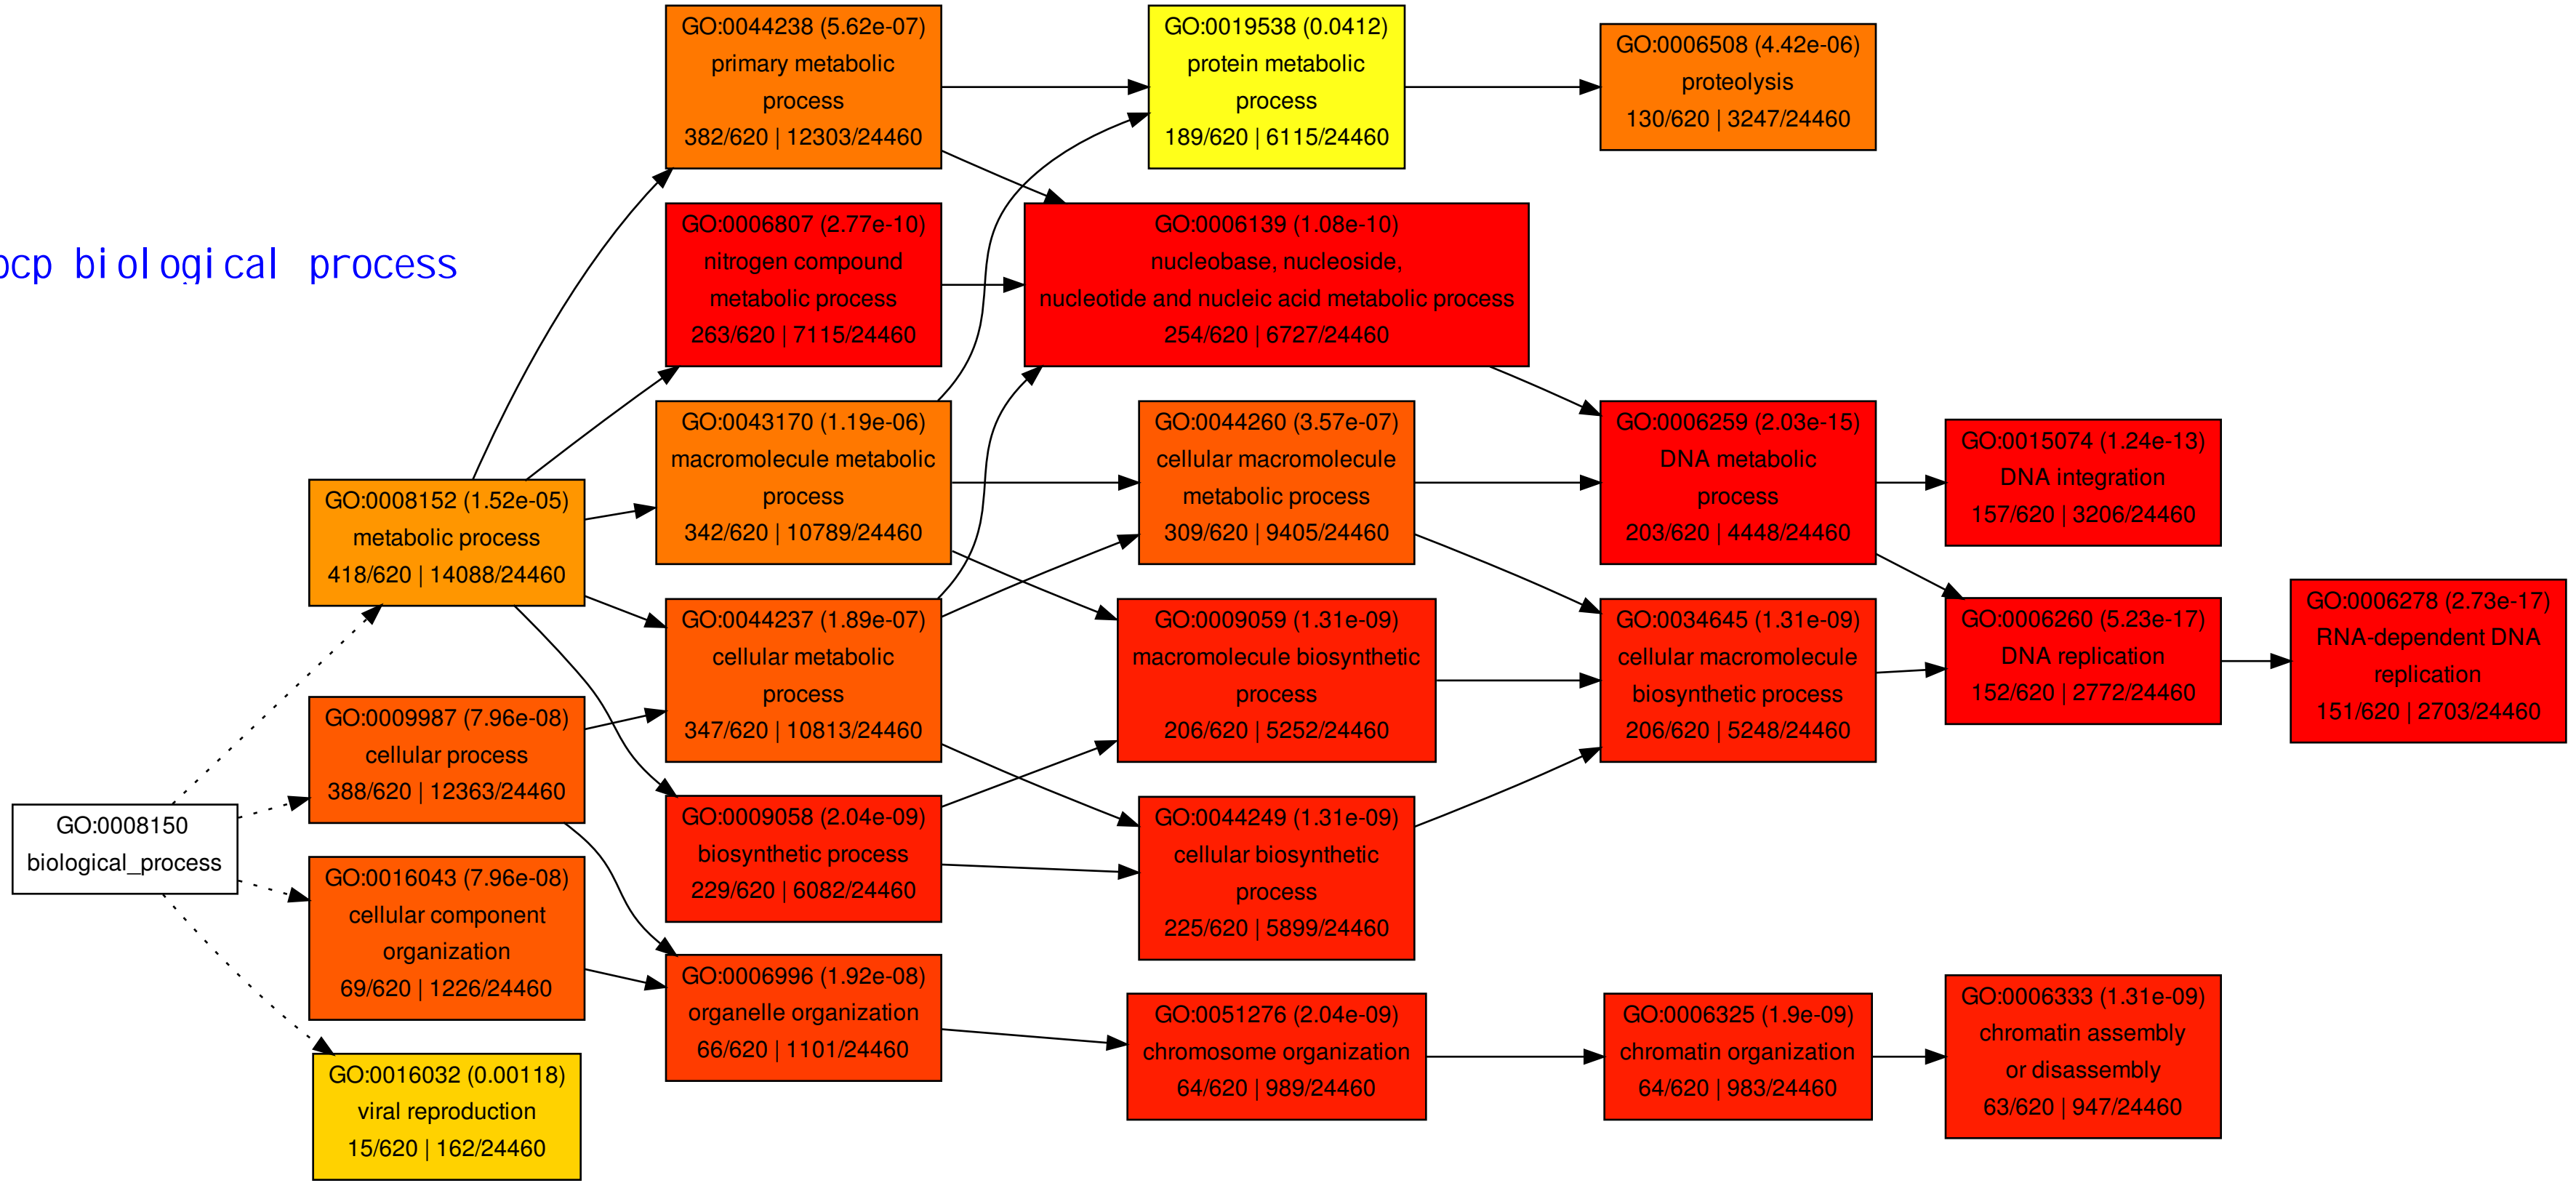 GO:0044238 (5.62e-07)
primary metabolic
process
382/620 | 12303/24460
GO:0019538 (0.0412)
protein metabolic
process
189/620 | 6115/24460
GO:0006508 (4.42e-06)
proteolysis
130/620 | 3247/24460
biological process
GO:0006807 (2.77e-10)
nitrogen compound
metabolic process
263/620 | 7115/24460
GO:0006139 (1.08e-10)
nucleobase, nucleoside,
nucleotide and nucleic acid metabolic process
254/620 | 6727/24460
GO:0008152 (1.52e-05)
metabolic process
418/620 | 14088/24460
GO:0043170 (1.19e-06)
macromolecule metabolic
process
342/620 | 10789/24460
GO:0044260 (3.57e-07)
cellular macromolecule
metabolic process
309/620 | 9405/24460
GO:0006259 (2.03e-15)
DNA metabolic
process
203/620 | 4448/24460
GO:0015074 (1.24e-13)
DNA integration
157/620 | 3206/24460
GO:0009987 (7.96e-08)
cellular process
388/620 | 12363/24460
GO:0044237 (1.89e-07)
cellular metabolic
process
347/620 | 10813/24460
GO:0009059 (1.31e-09)
macromolecule biosynthetic
process
206/620 | 5252/24460
GO:0034645 (1.31e-09)
cellular macromolecule
biosynthetic process
206/620 | 5248/24460
GO:0006260 (5.23e-17)
DNA replication
152/620 | 2772/24460
GO:0006278 (2.73e-17)
RNA-dependent DNA
replication
151/620 | 2703/24460
GO:0008150
biological_process
GO:0016043 (7.96e-08)
cellular component
organization
69/620 | 1226/24460
GO:0009058 (2.04e-09)
biosynthetic process
229/620 | 6082/24460
GO:0044249 (1.31e-09)
cellular biosynthetic
process
225/620 | 5899/24460
GO:0016032 (0.00118)
viral reproduction
15/620 | 162/24460
GO:0006996 (1.92e-08)
organelle organization
66/620 | 1101/24460
GO:0051276 (2.04e-09)
chromosome organization
64/620 | 989/24460
GO:0006325 (1.9e-09)
chromatin organization
64/620 | 983/24460
GO:0006333 (1.31e-09)
chromatin assembly
or disassembly
63/620 | 947/24460